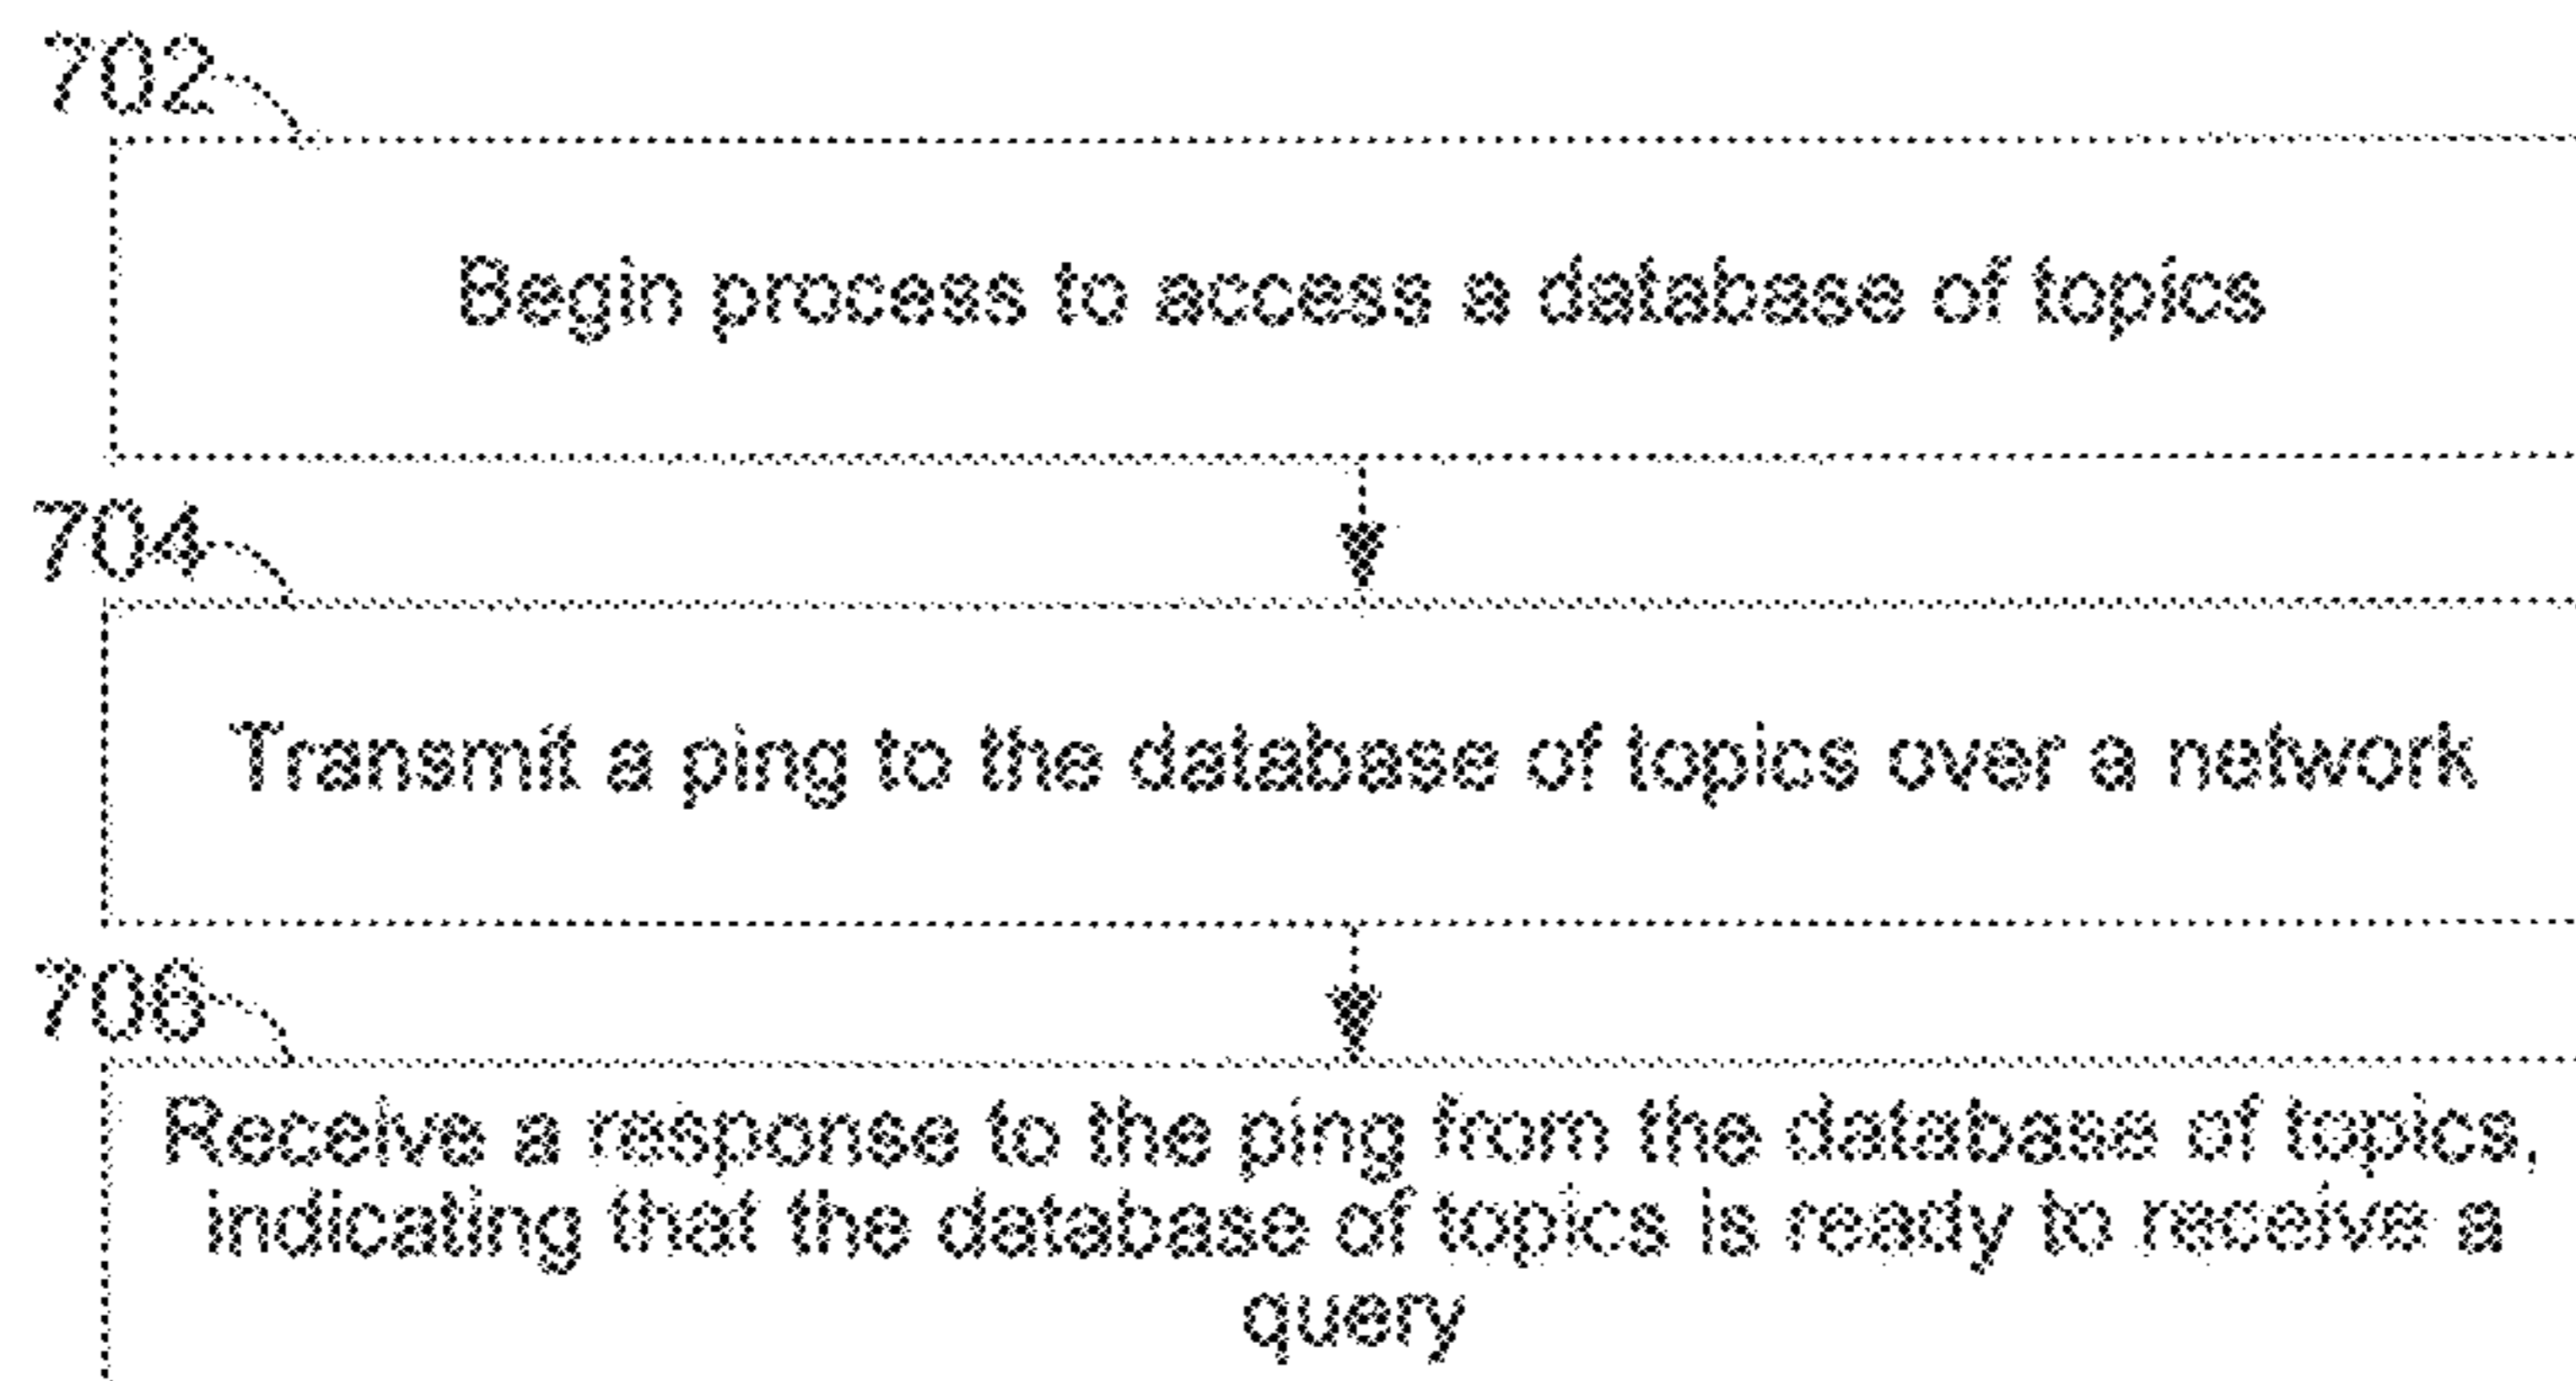 702
Begin process to access a database of topics
704
Transmit a ping to the database of topics over a network
706
Receive a response to the ping from the database of topics,
indicating that the database of topics is ready to receive a
query